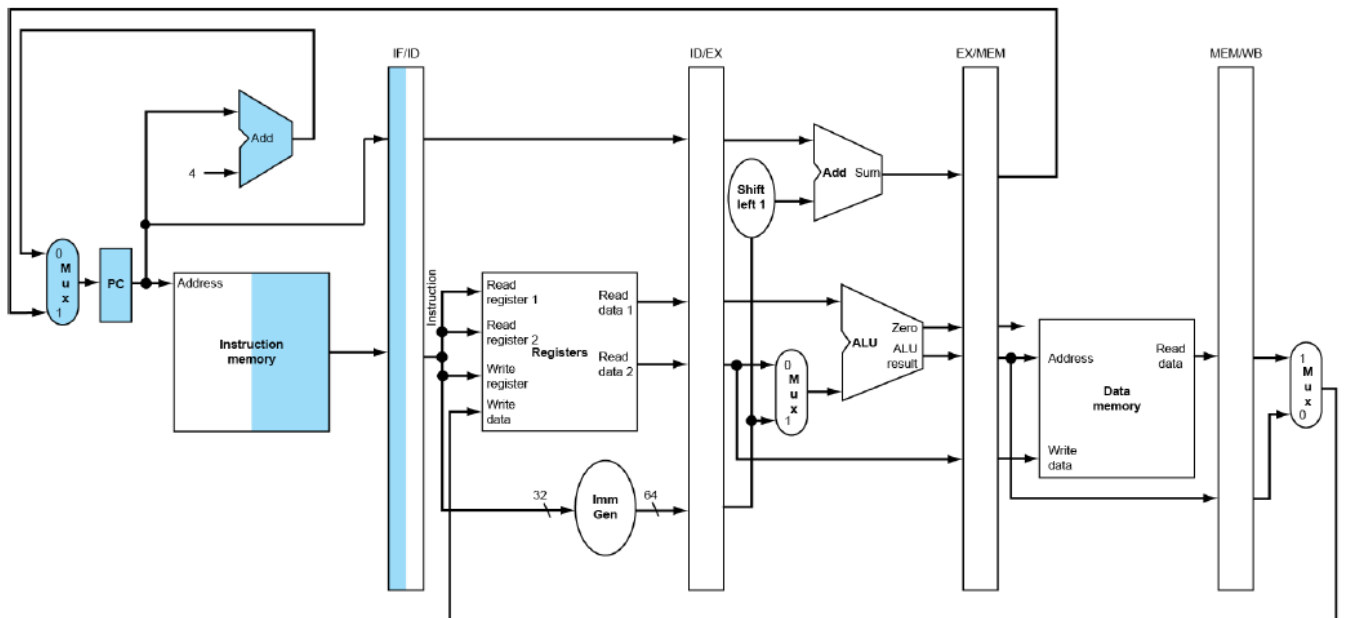 IF/ID
ID/EX
EX/MEM
MEM/WB
Add
4
Add Sum
Shift
left 1
0
M
u
x
1
PC
Address
Instruction
memory
Instruction
Read
register 1
Read
register 2
Write
register
Write
data
Registers
Read
data 1
Read
data 2
0
M
u
x
1
Zero
ALU
ALU
result
Address
Read
data
Data
memory
Write
data
1
M
u
x
0
32
Imm
Gen
64